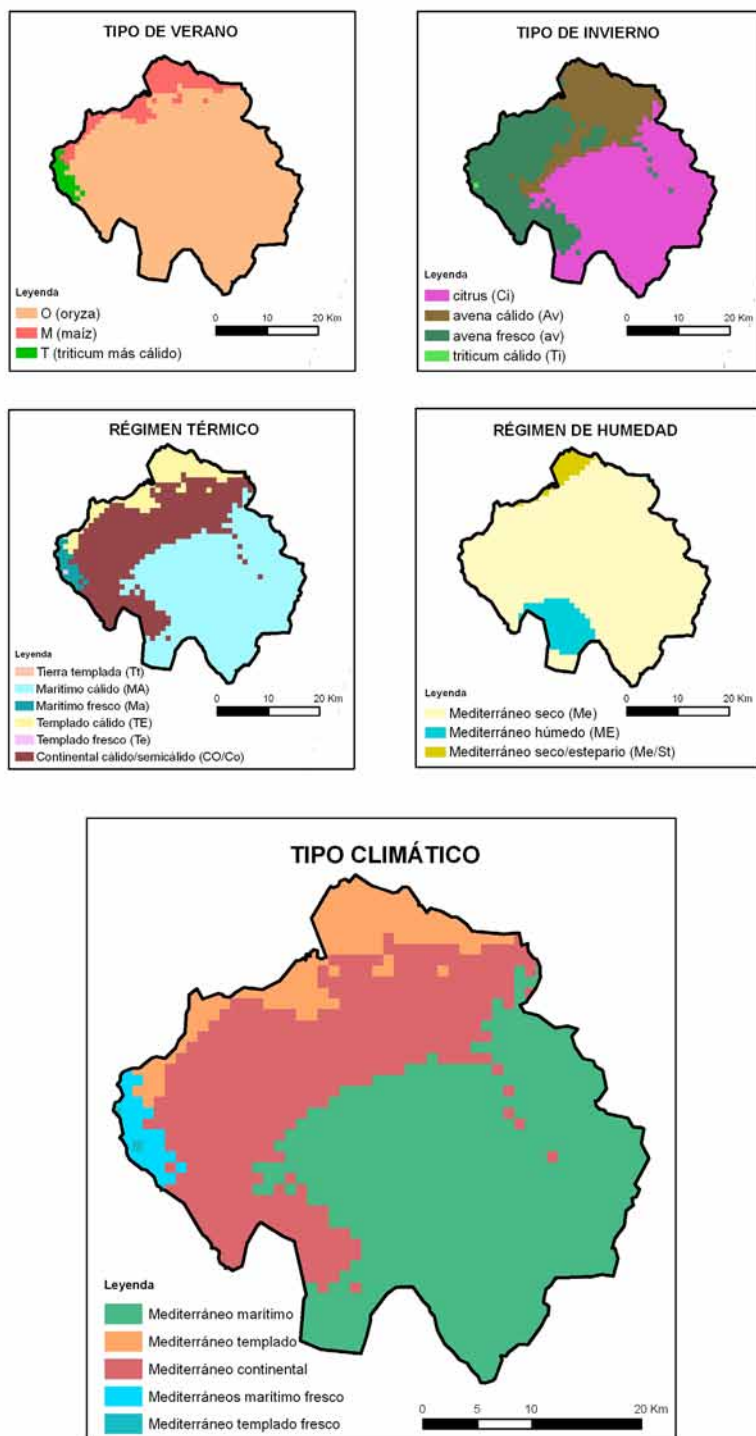 TIPO DE VERANO
Leyenda
O (oryza)
M (maíz)
T (triticum más cálido)
0 10 20 Km
TIPO DE INVIERNO
Leyenda
citrus (Ci)
avena cálido (Av)
avena fresco (av)
triticum cálido (Ti)
0 10 20 Km
RÉGIMEN TÉRMICO
Leyenda
Tierra templada (Tt)
Marítimo cálido (MA)
Marítimo fresco (Ma)
Templado cálido (TE)
Templado fresco (Te)
Continental cálido/semicálido (CO/Co)
0 10 20 Km
RÉGIMEN DE HUMEDAD
Leyenda
Mediterráneo seco (Me)
Mediterráneo húmedo (ME)
Mediterráneo seco/estepario (Me/St)
0 10 20 Km
TIPO CLIMÁTICO
Leyenda
Mediterráneo marítimo
Mediterráneo templado
Mediterráneo continental
Mediterráneos marítimo fresco
Mediterráneo templado fresco
0 5 10 20 Km